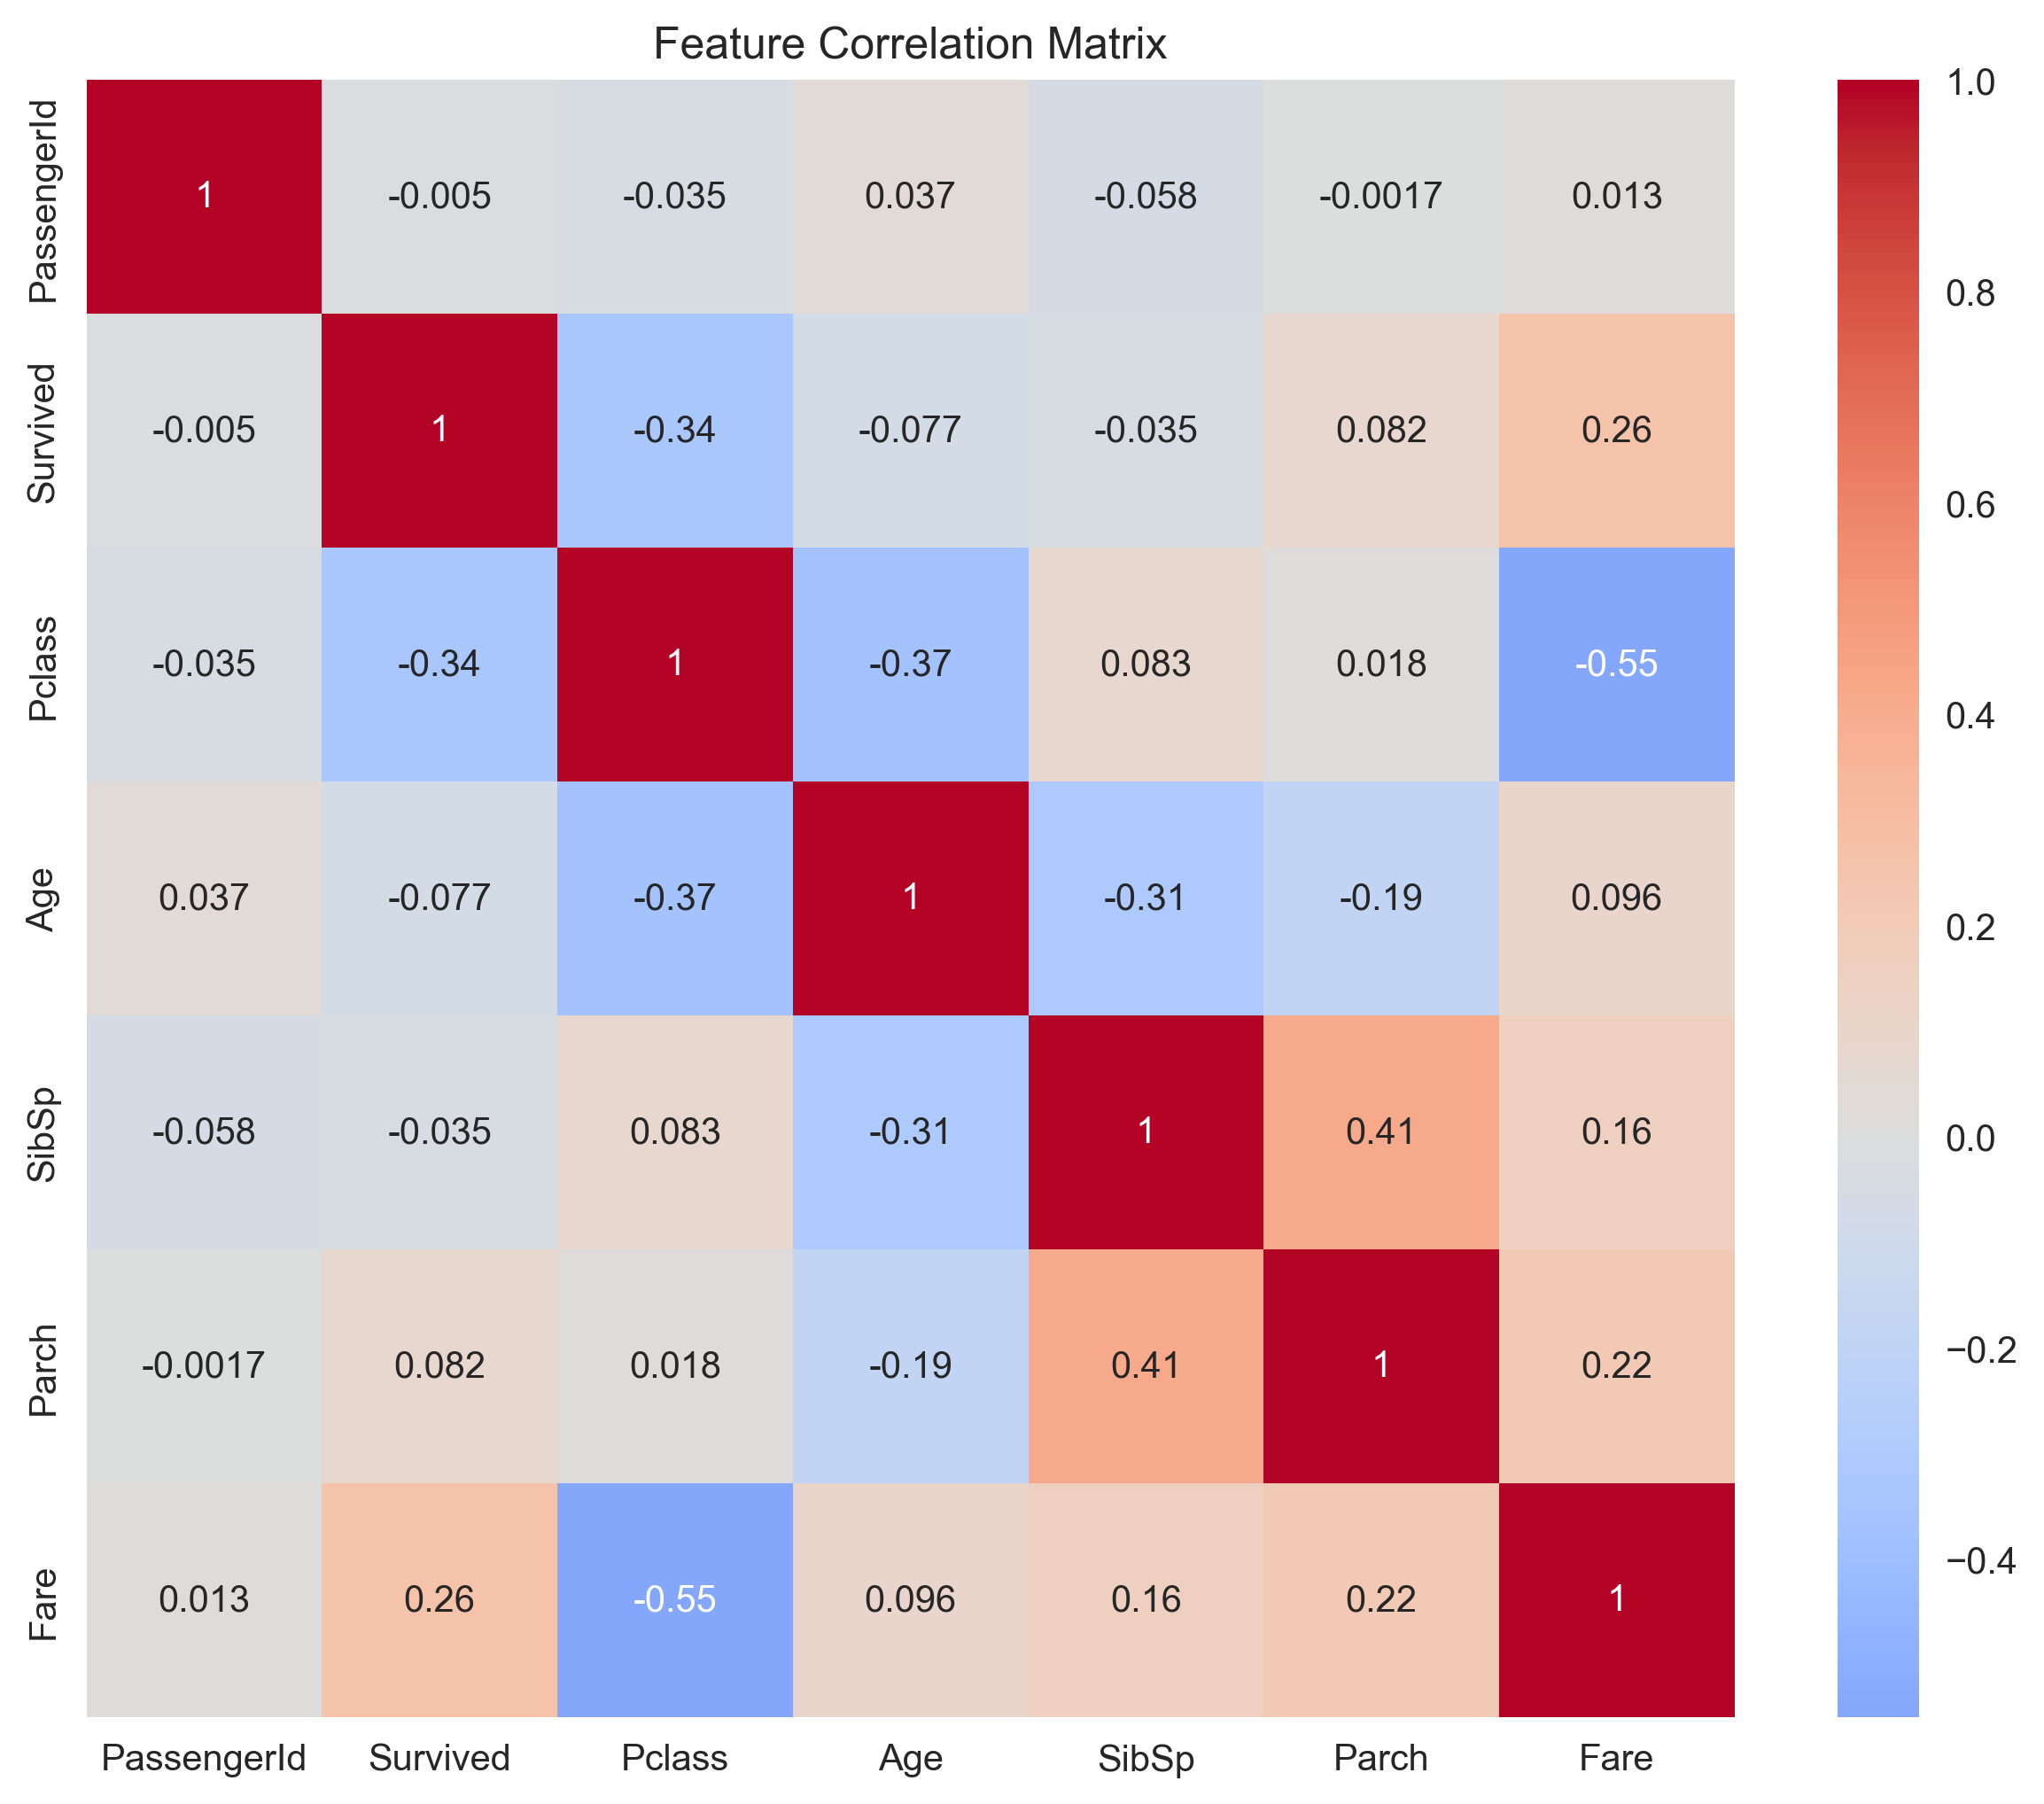 Feature Correlation Matrix
PassengerId 1 -0.005 -0.035 0.037 -0.058 -0.0017 0.013
Survived -0.005 1 -0.34 -0.077 -0.035 0.082 0.26
Pclass -0.035 -0.34 1 -0.37 0.083 0.018 -0.55
Age 0.037 -0.077 -0.37 1 -0.31 -0.19 0.096
SibSp -0.058 -0.035 0.083 -0.31 1 0.41 0.16
Parch -0.0017 0.082 0.018 -0.19 0.41 1 0.22
Fare 0.013 0.26 -0.55 0.096 0.16 0.22 1
PassengerId Survived Pclass Age SibSp Parch Fare
1.0
0.8
0.6
0.4
0.2
0.0
−0.2
−0.4